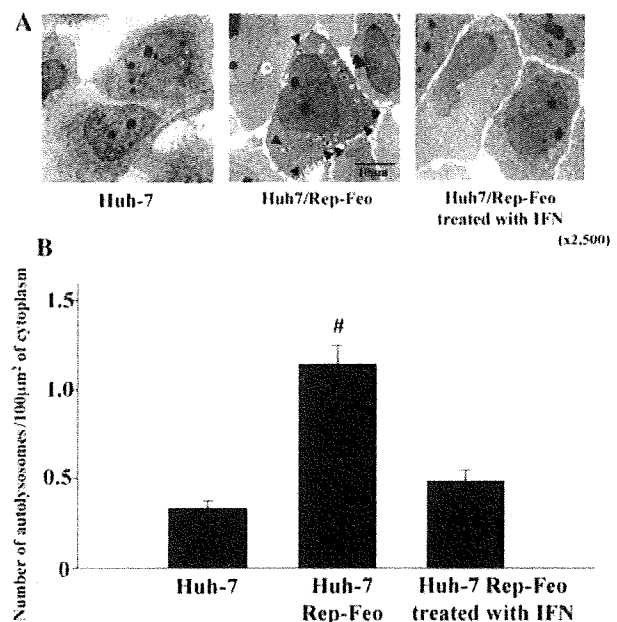 A
10μm
Huh-7
Huh7/Rep-Feo
Huh7/Rep-Feo
treated with IFN
(x2,500)
B
Number of autolysosomes/100μm² of cytoplasm
1.5
1.0
0.5
0
#
Huh-7
Huh-7
Rep-Feo
Huh-7 Rep-Feo
treated with IFN